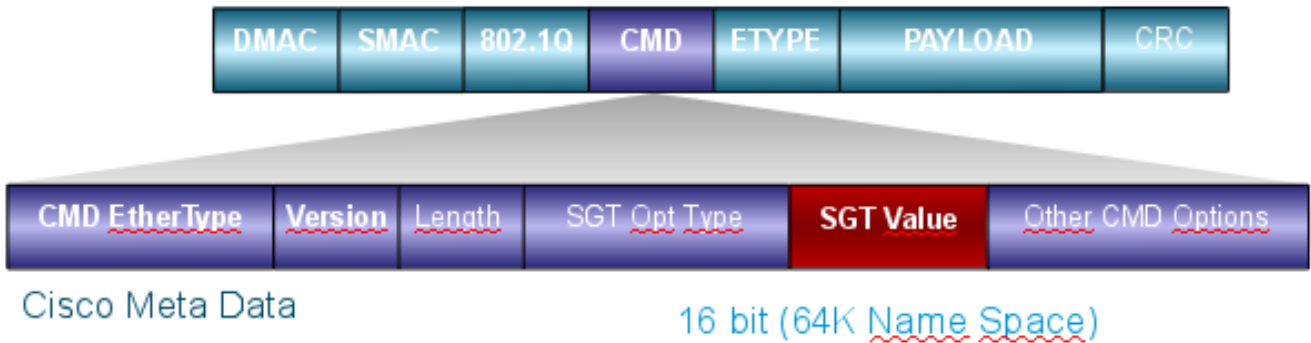 DMAC SMAC 802.1Q CMD ETYPE PAYLOAD CRC
CMD EtherType Version Length SGT Opt Type SGT Value Other CMD Options
Cisco Meta Data
16 bit (64K Name Space)